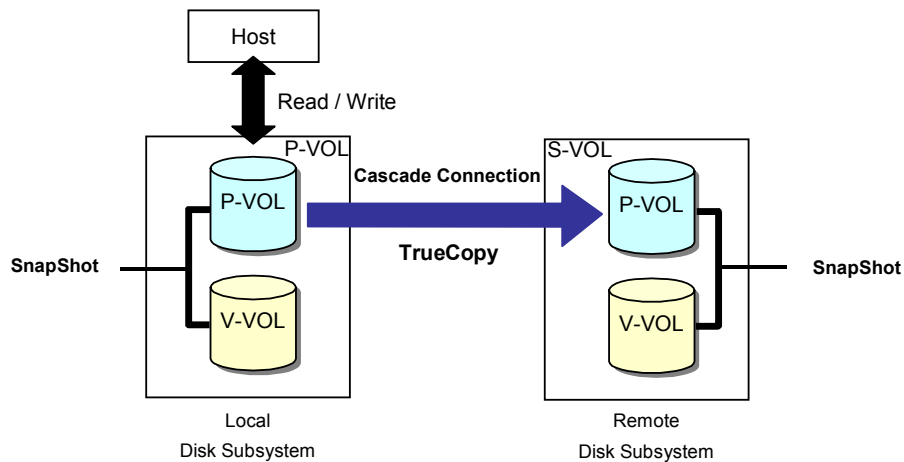 Host
Read / Write
P-VOL
S-VOL
P-VOL
Cascade Connection
P-VOL
TrueCopy
SnapShot
SnapShot
V-VOL
V-VOL
Local
Disk Subsystem
Remote
Disk Subsystem